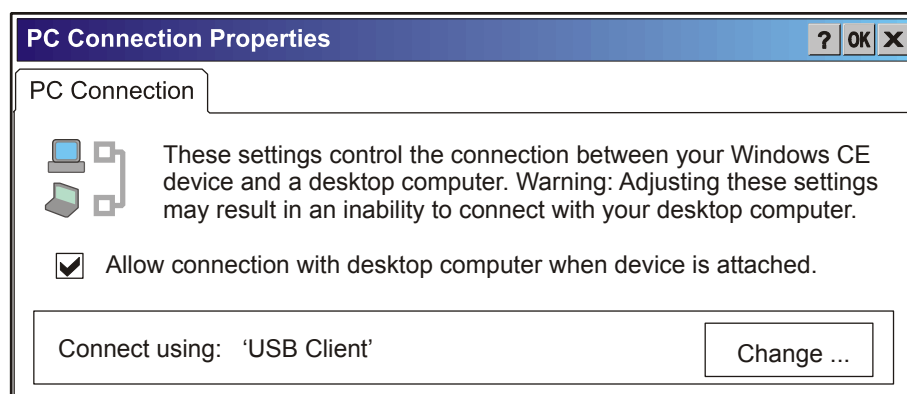 PC Connection Properties
? OK X
PC Connection
These settings control the connection between your Windows CE
device and a desktop computer. Warning: Adjusting these settings
may result in an inability to connect with your desktop computer.
Allow connection with desktop computer when device is attached.
Connect using: ‘USB Client’ Change ...